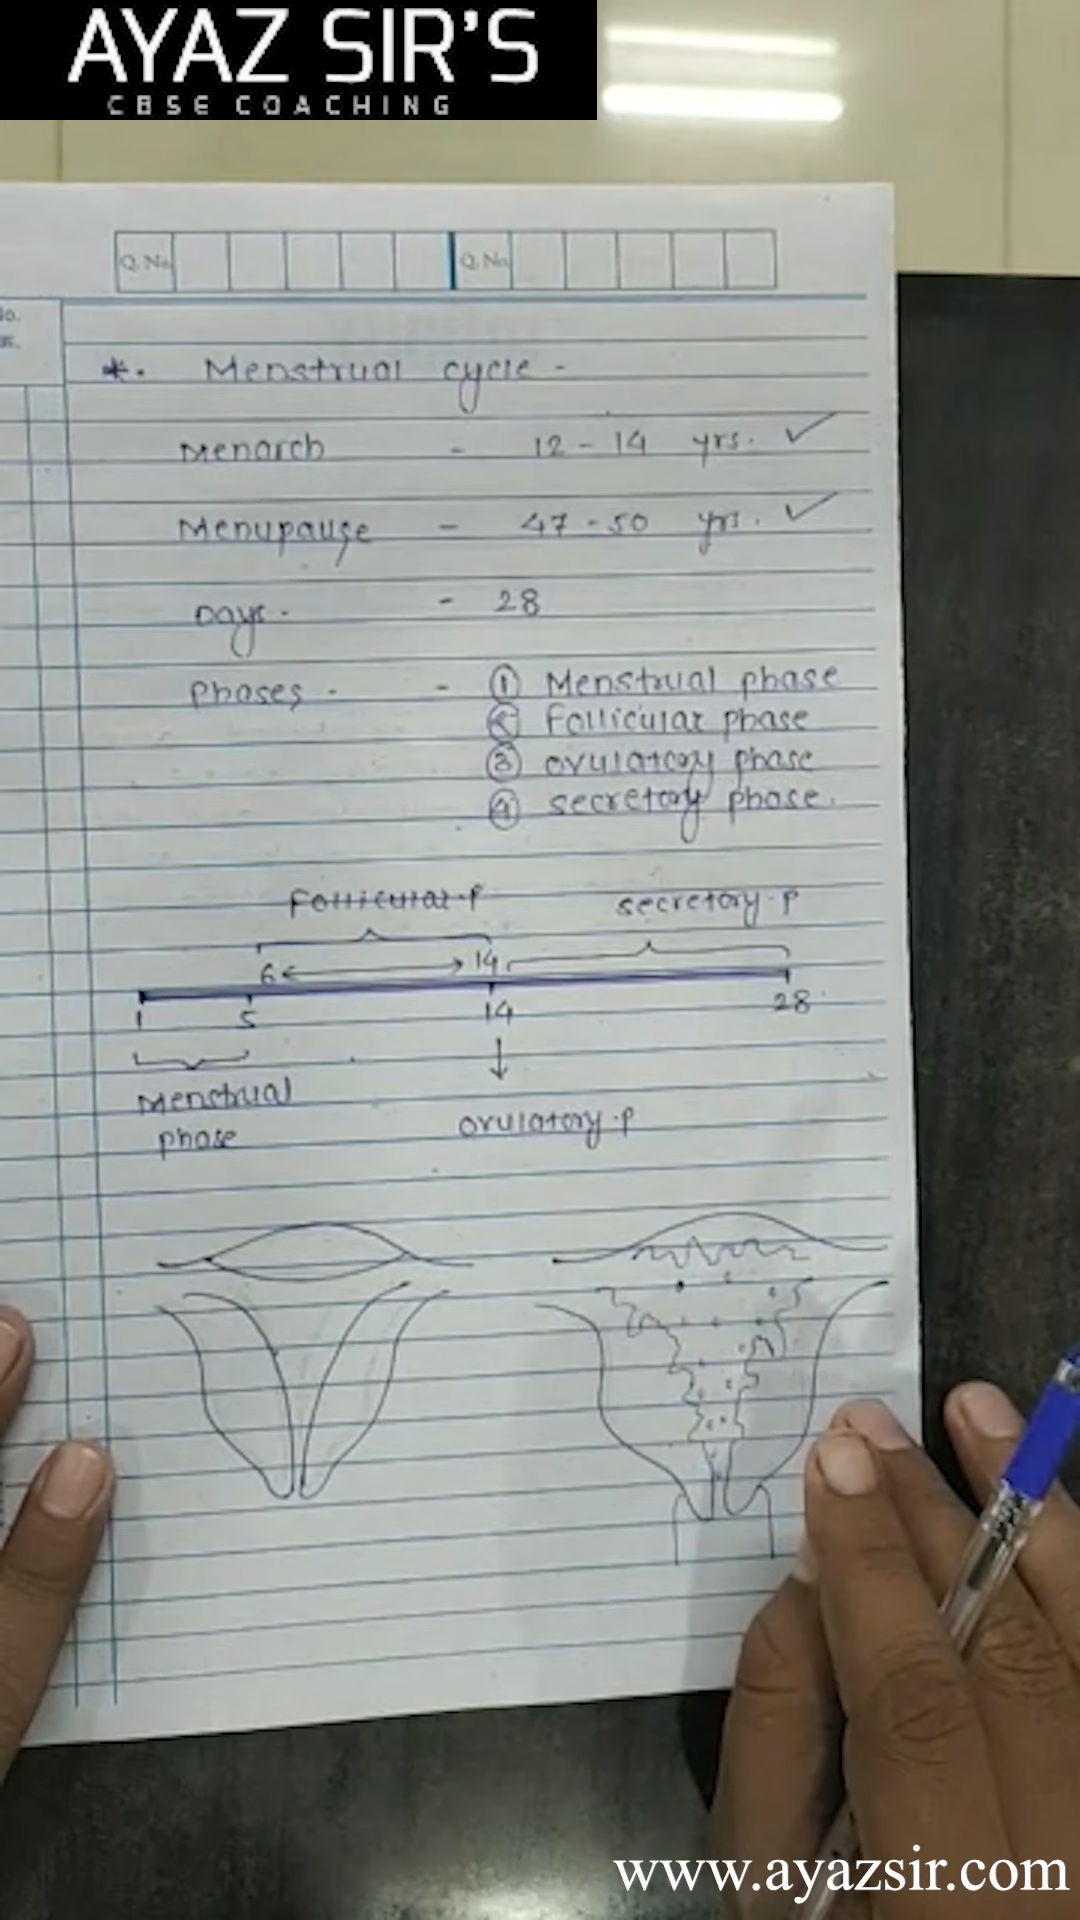 AYAZ SIR'S
CBSE COACHING
Q. No. Q. No.
No.
*. Menstrual cycle -
Menarch - 12 - 14 yrs. ✓
Menupause - 47 - 50 yrs. ✓
Days. - 28
Phases. - ① Menstrual phase
② Follicular phase
③ ovulatory phase
④ secretory phase.
Follicular.p secretory.p
6 14
1 5 14 28
Menstrual
phase
ovulatory.p
www.ayazsir.com